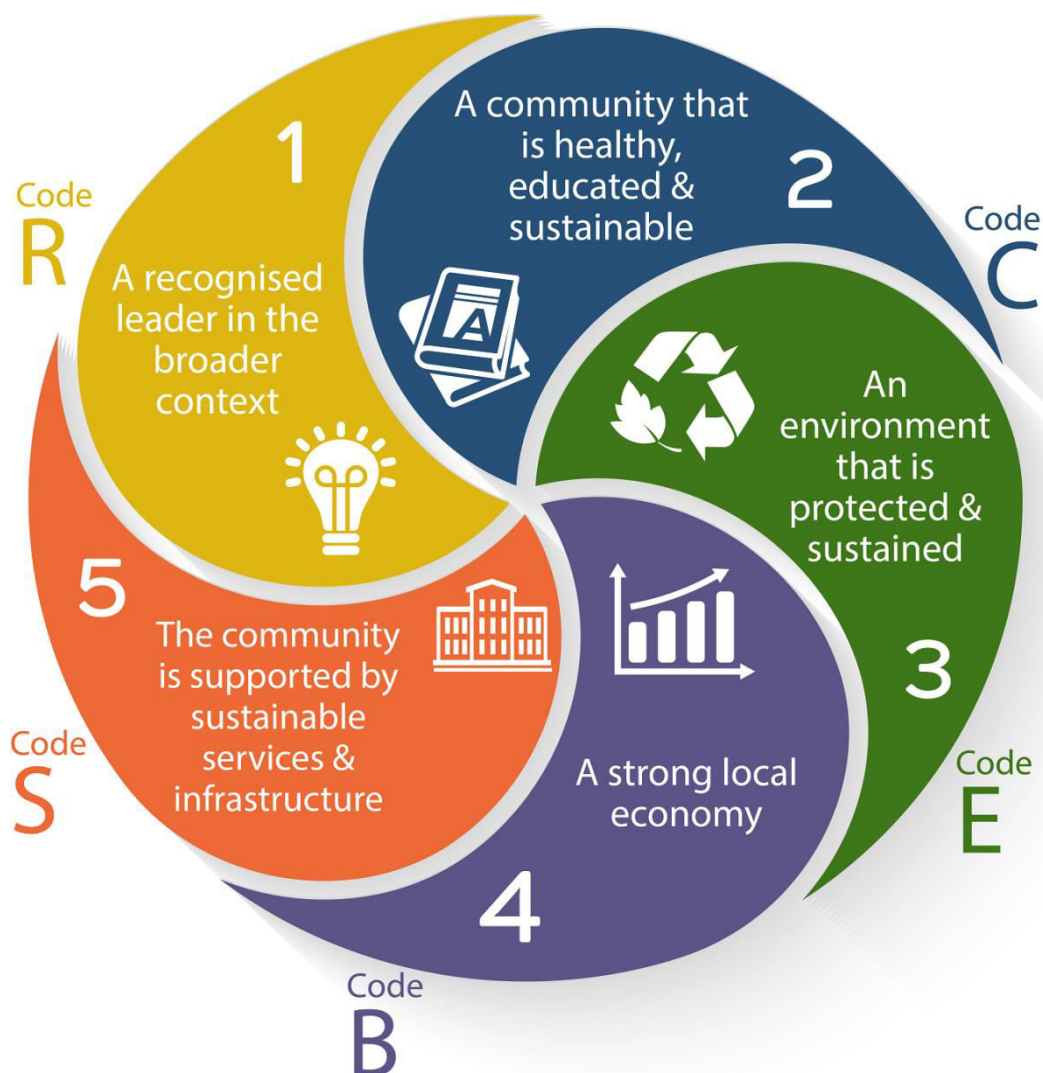 1
Code
R
A recognised
leader in the
broader
context
A community that
is healthy,
educated &
sustainable
2
Code
C
A
An
environment
that is
protected &
sustained
3
Code
E
A strong local
economy
4
Code
B
5
The community
is supported by
sustainable
services &
infrastructure
Code
S